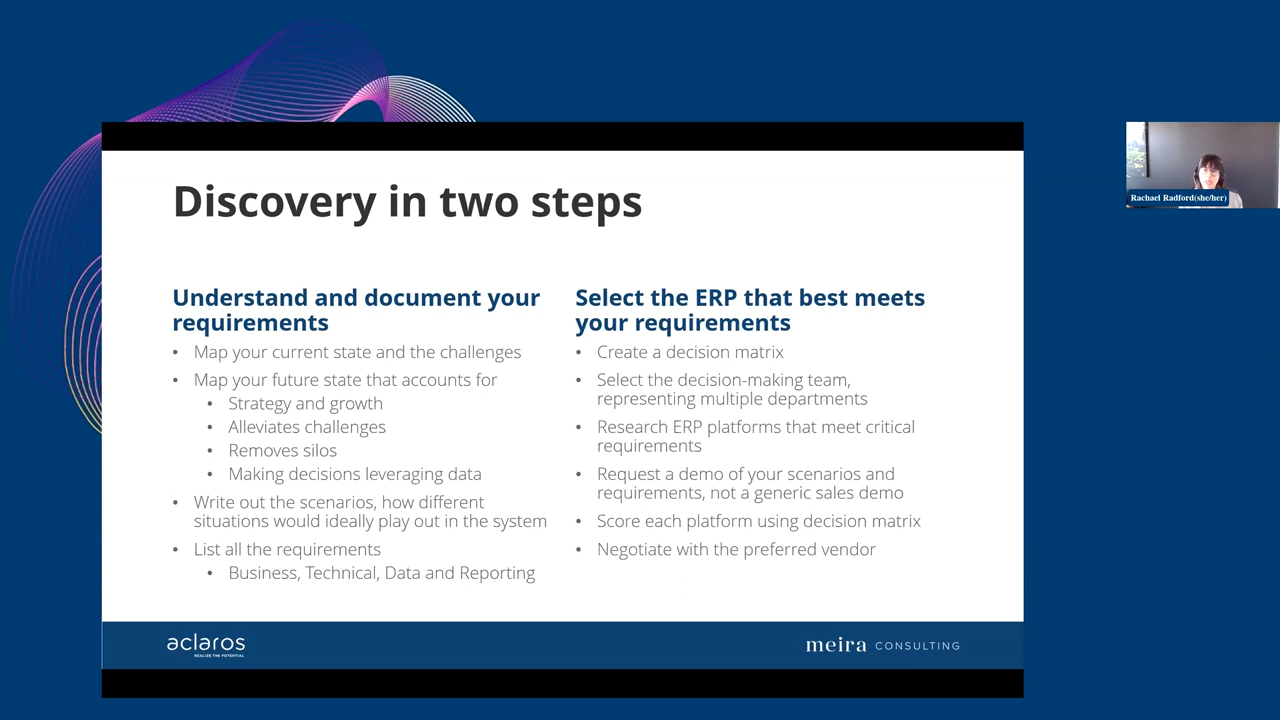 Discovery in two steps
Understand and document your
requirements
• Map your current state and the challenges
• Map your future state that accounts for
• Strategy and growth
• Alleviates challenges
• Removes silos
• Making decisions leveraging data
• Write out the scenarios, how different
situations would ideally play out in the system
• List all the requirements
• Business, Technical, Data and Reporting
Select the ERP that best meets
your requirements
• Create a decision matrix
• Select the decision-making team,
representing multiple departments
• Research ERP platforms that meet critical
requirements
• Request a demo of your scenarios and
requirements, not a generic sales demo
• Score each platform using decision matrix
• Negotiate with the preferred vendor
aclaros
REALIZE THE POTENTIAL
meira CONSULTING
Rachael Radford(she/her)